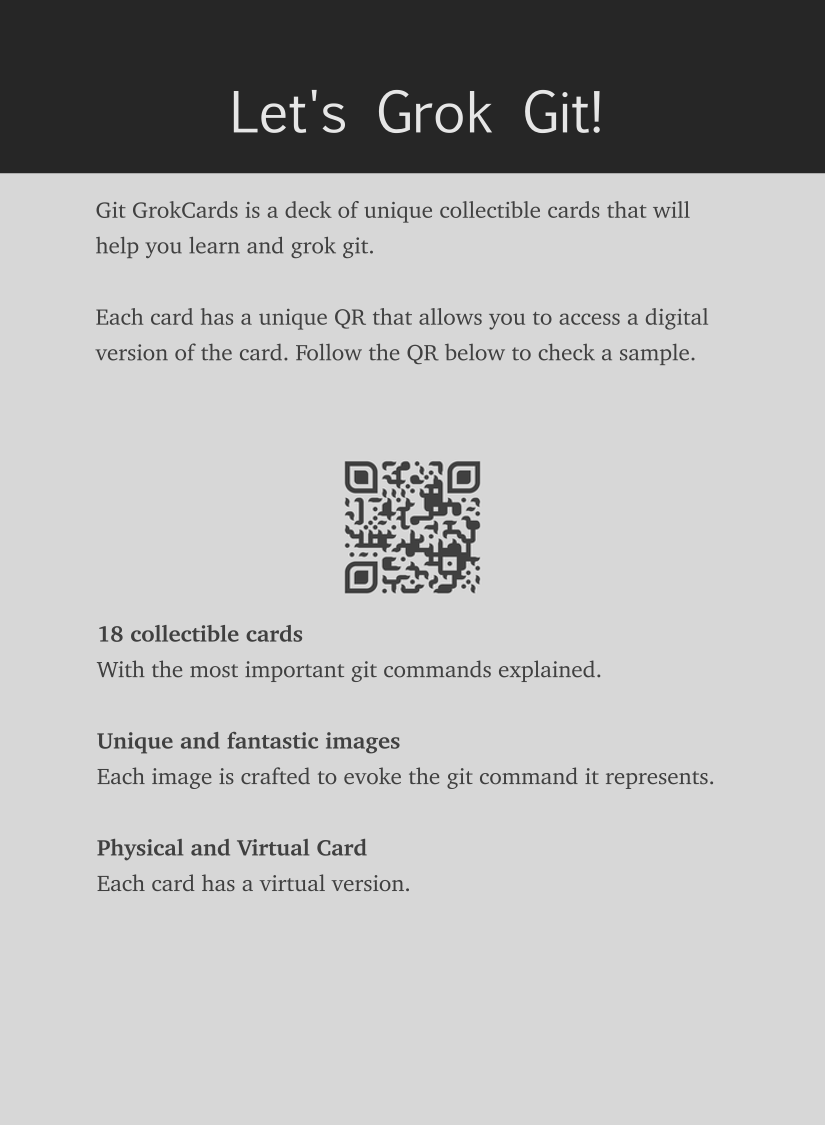 Let's Grok Git!
Git GrokCards is a deck of unique collectible cards that will
help you learn and grok git.
Each card has a unique QR that allows you to access a digital
version of the card. Follow the QR below to check a sample.
18 collectible cards
With the most important git commands explained.
Unique and fantastic images
Each image is crafted to evoke the git command it represents.
Physical and Virtual Card
Each card has a virtual version.